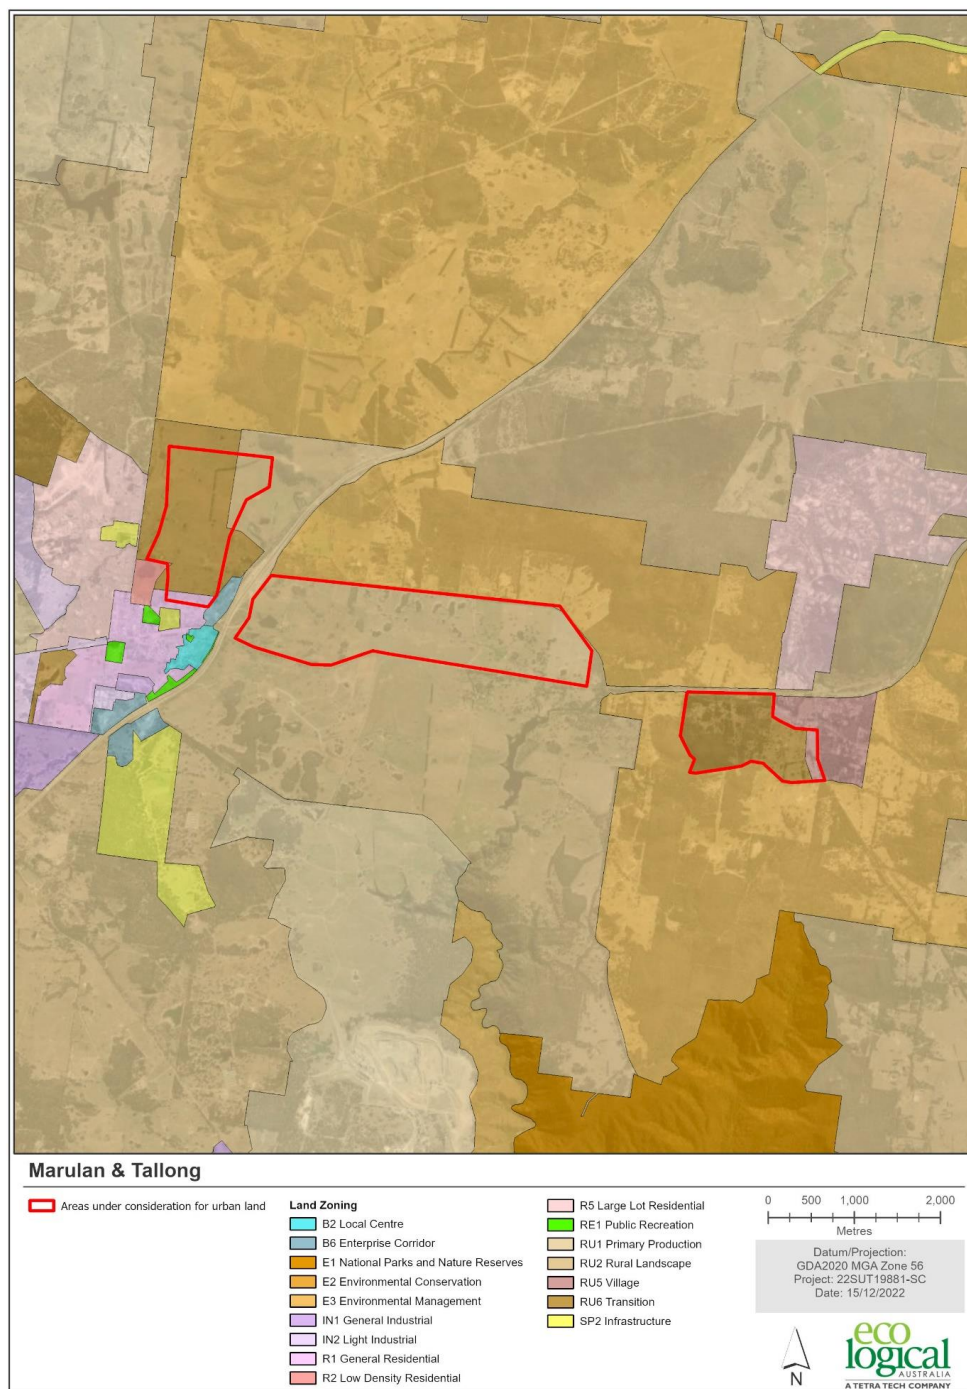 Marulan & Tallong
Areas under consideration for urban land
Land Zoning
B2 Local Centre
B6 Enterprise Corridor
E1 National Parks and Nature Reserves
E2 Environmental Conservation
E3 Environmental Management
IN1 General Industrial
IN2 Light Industrial
R1 General Residential
R2 Low Density Residential
R5 Large Lot Residential
RE1 Public Recreation
RU1 Primary Production
RU2 Rural Landscape
RU5 Village
RU6 Transition
SP2 Infrastructure
0 500 1,000 2,000
Metres
Datum/Projection:
GDA2020 MGA Zone 56
Project: 22SUT19881-SC
Date: 15/12/2022
N
eco
logical
AUSTRALIA
A TETRA TECH COMPANY